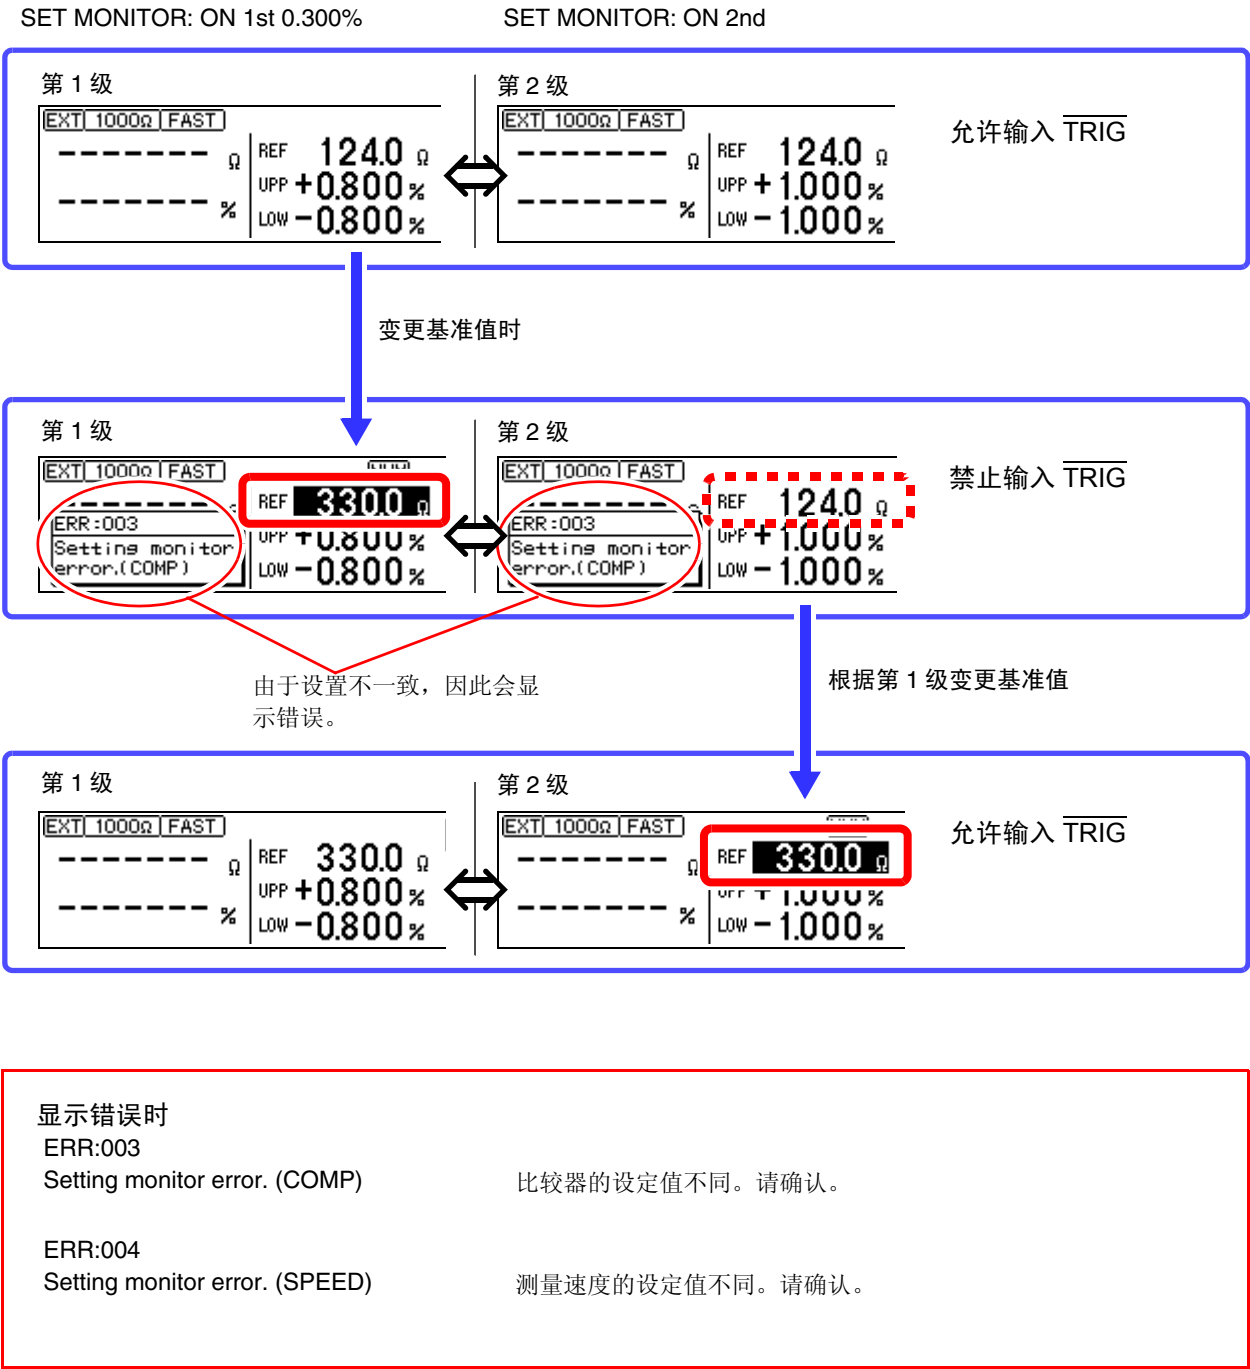 SET MONITOR: ON 1st 0.300%
SET MONITOR: ON 2nd
第 1 级
EXT 1000Ω FAST
------- Ω
------- %
REF 124.0 Ω
UPP +0.800 %
LOW -0.800 %
第 2 级
EXT 1000Ω FAST
------- Ω
------- %
REF 124.0 Ω
UPP + 1.000 %
LOW - 1.000 %
允许输入 TRIG
变更基准值时
第 1 级
EXT 1000Ω FAST
ERR:003
Setting monitor
error.(COMP)
REF 330.0 Ω
UPP +0.800 %
LOW -0.800 %
第 2 级
EXT 1000Ω FAST
ERR:003
Setting monitor
error.(COMP)
REF 124.0 Ω
UPP + 1.000 %
LOW - 1.000 %
禁止输入 TRIG
由于设置不一致，因此会显
示错误。
根据第 1 级变更基准值
第 1 级
EXT 1000Ω FAST
------- Ω
------- %
REF 330.0 Ω
UPP +0.800 %
LOW -0.800 %
第 2 级
EXT 1000Ω FAST
------- Ω
------- %
REF 330.0 Ω
UPP + 1.000 %
LOW - 1.000 %
允许输入 TRIG
显示错误时
ERR:003
Setting monitor error. (COMP) 比较器的设定值不同。请确认。
ERR:004
Setting monitor error. (SPEED) 测量速度的设定值不同。请确认。